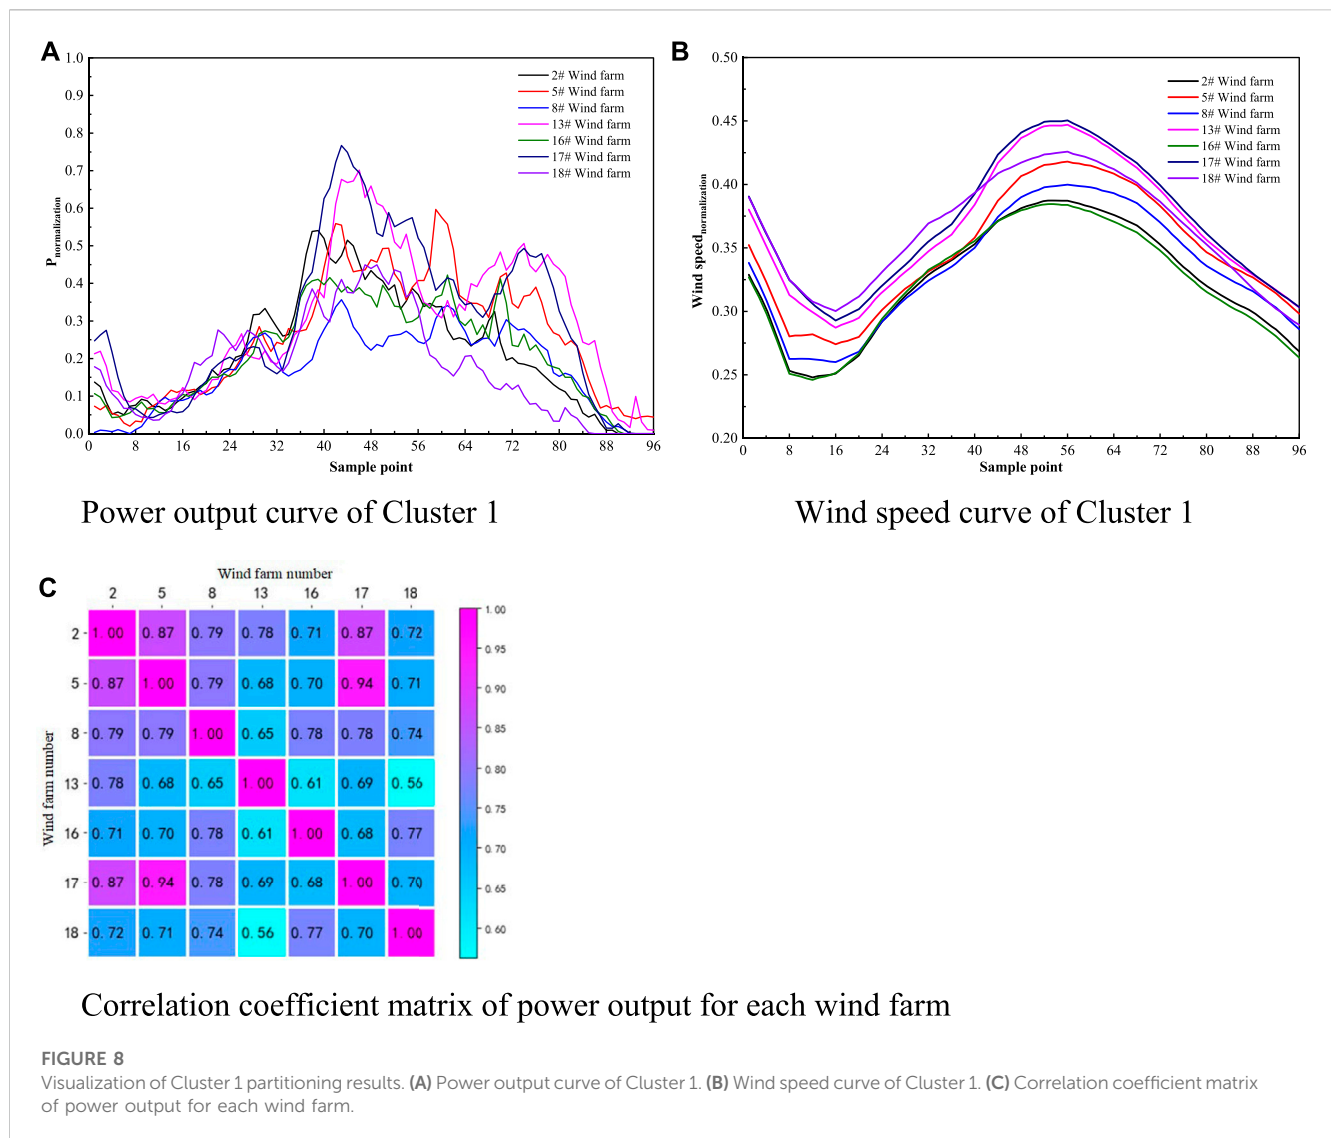 A
1.0
0.9
0.8
0.7
0.6
0.5
0.4
0.3
0.2
0.1
0.0
P normalization
0 8 16 24 32 40 48 56 64 72 80 88 96
Sample point
2# Wind farm
5# Wind farm
8# Wind farm
13# Wind farm
16# Wind farm
17# Wind farm
18# Wind farm
Power output curve of Cluster 1
B
0.50
0.45
0.40
0.35
0.30
0.25
0.20
Wind speed normalization
0 8 16 24 32 40 48 56 64 72 80 88 96
Sample point
2# Wind farm
5# Wind farm
8# Wind farm
13# Wind farm
16# Wind farm
17# Wind farm
18# Wind farm
Wind speed curve of Cluster 1
C
Wind farm number
2 5 8 13 16 17 18
Wind farm number
2 1.00 0.87 0.79 0.78 0.71 0.87 0.72
5 0.87 1.00 0.79 0.68 0.70 0.94 0.71
8 0.79 0.79 1.00 0.65 0.78 0.78 0.74
13 0.78 0.68 0.65 1.00 0.61 0.69 0.56
16 0.71 0.70 0.78 0.61 1.00 0.68 0.77
17 0.87 0.94 0.78 0.69 0.68 1.00 0.70
18 0.72 0.71 0.74 0.56 0.77 0.70 1.00
1.00
0.95
0.90
0.85
0.80
0.75
0.70
0.65
0.60
Correlation coefficient matrix of power output for each wind farm
FIGURE 8
Visualization of Cluster 1 partitioning results. (A) Power output curve of Cluster 1. (B) Wind speed curve of Cluster 1. (C) Correlation coefficient matrix
of power output for each wind farm.